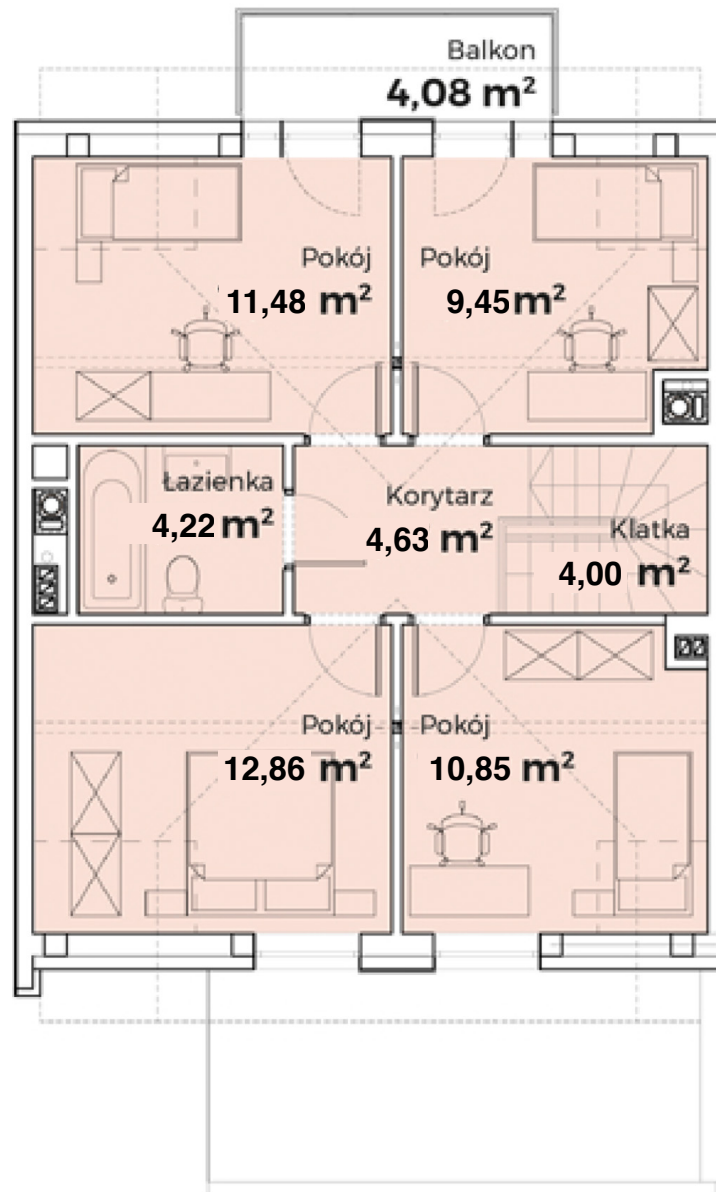 Balkon
4,08 m²
Pokój
11,48 m²
Pokój
9,45 m²
Łazienka
4,22 m²
Korytarz
4,63 m²
Klatka
4,00 m²
Pokój
12,86 m²
Pokój
10,85 m²